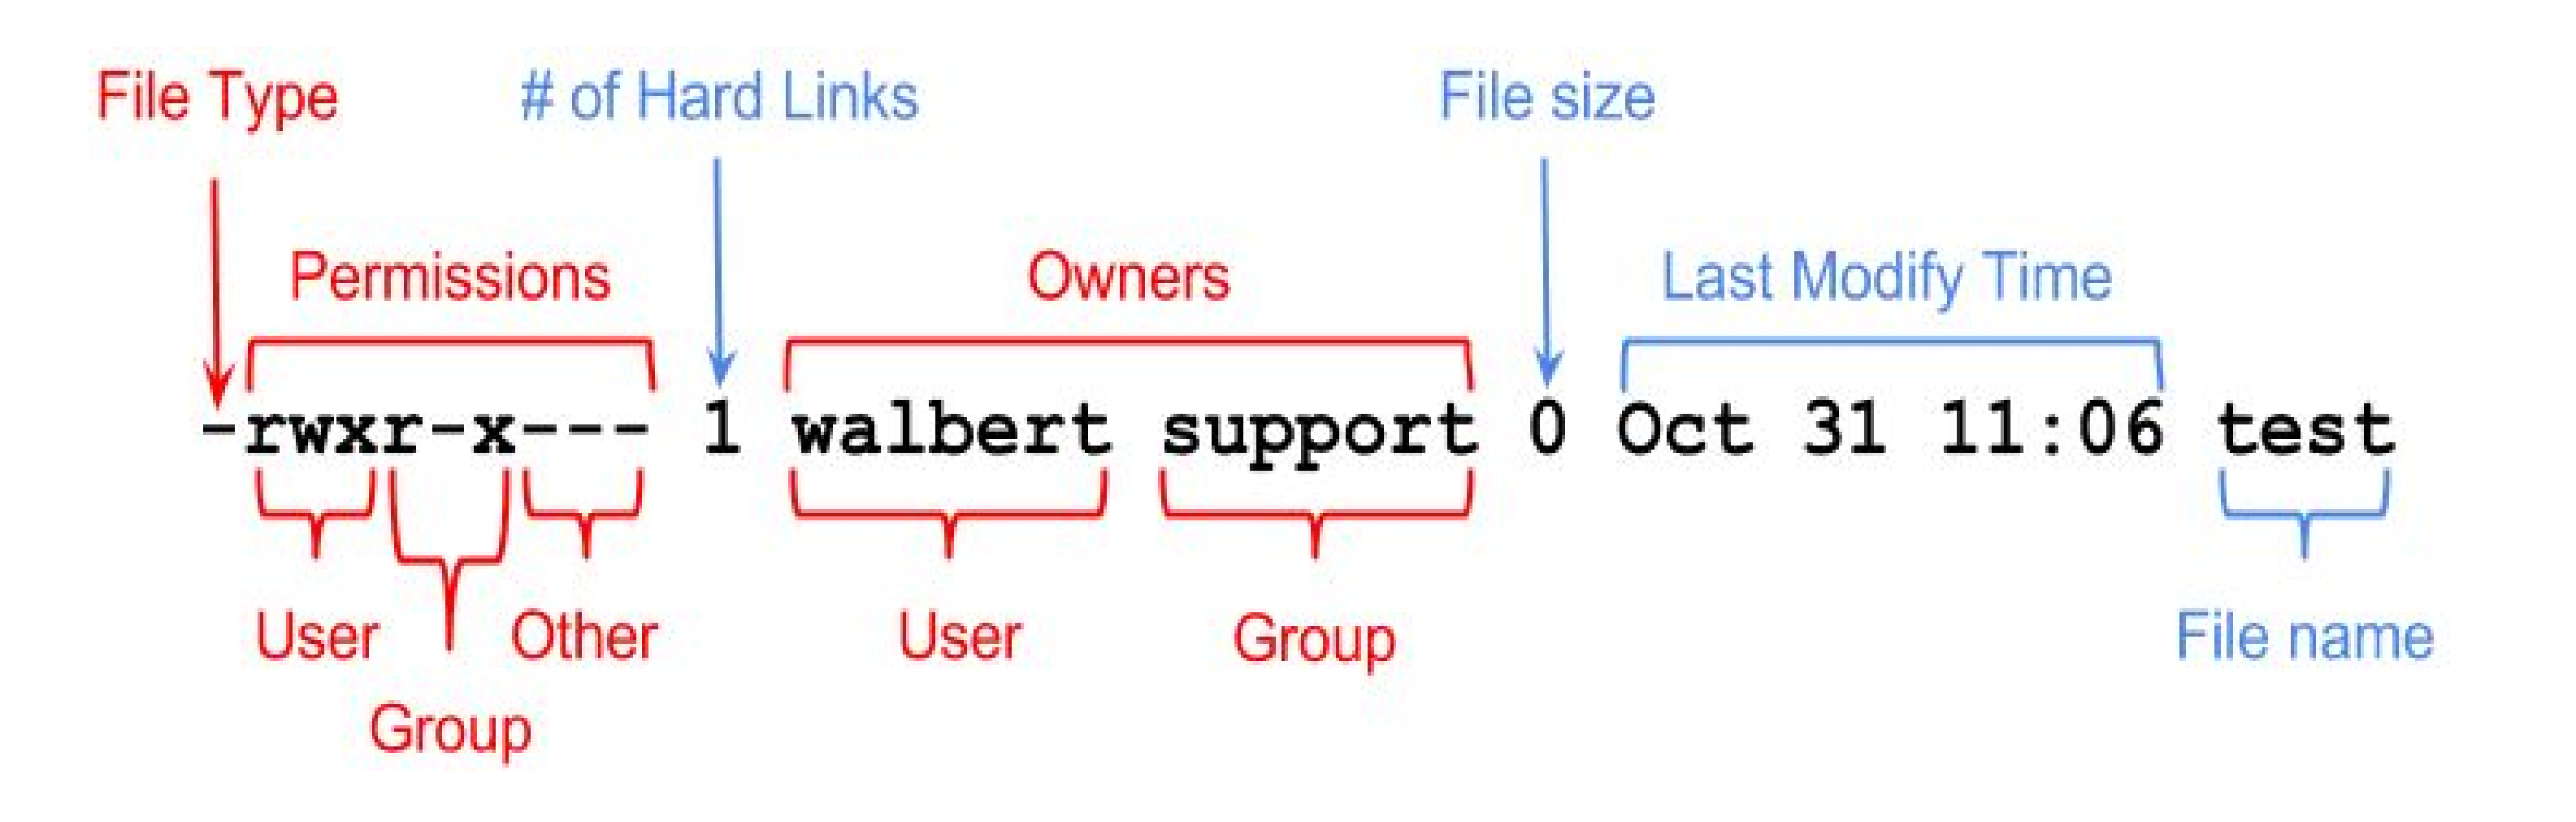 File Type # of Hard Links File size
Permissions Owners Last Modify Time
-rwxr-x--- 1 walbert support 0 Oct 31 11:06 test
User Other User Group File name
Group